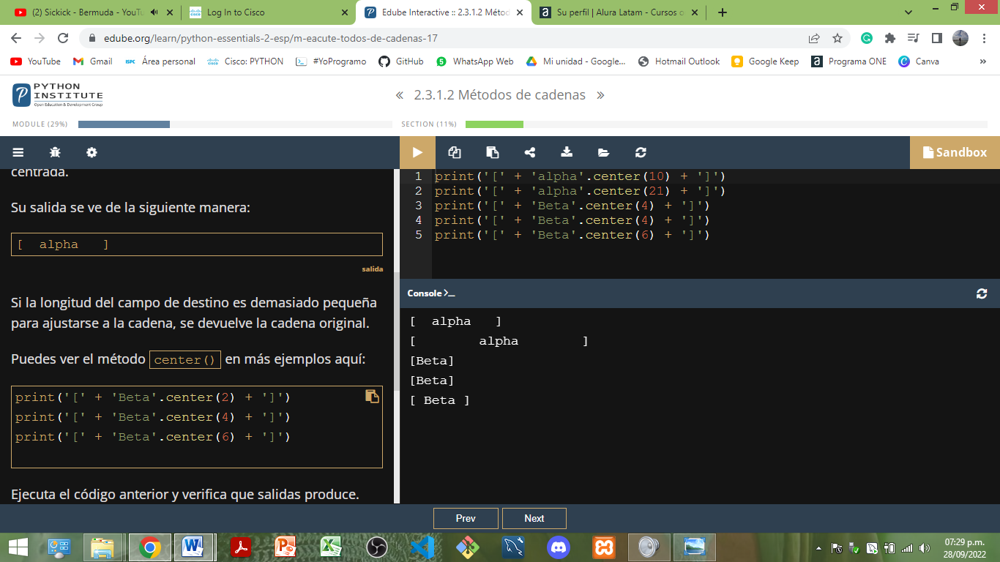 (2) Sickick - Bermuda - YouTu
Log In to Cisco
Edube Interactive :: 2.3.1.2 Métod
Su perfil | Alura Latam - Cursos o
edube.org/learn/python-essentials-2-esp/m-eacute-todos-de-cadenas-17
YouTube
Gmail
Área personal
Cisco: PYTHON
#YoProgramo
GitHub
WhatsApp Web
Mi unidad - Google...
Hotmail Outlook
Google Keep
Programa ONE
Canva
»
PYTHON
INSTITUTE
Open Education & Development Group
« 2.3.1.2 Métodos de cadenas »
MODULE (29%)
SECTION (11%)
Sandbox
centrada.
Su salida se ve de la siguiente manera:
[  alpha   ]
salida
Si la longitud del campo de destino es demasiado pequeña
para ajustarse a la cadena, se devuelve la cadena original.
Puedes ver el método center() en más ejemplos aquí:
print('[' + 'Beta'.center(2) + ']')
print('[' + 'Beta'.center(4) + ']')
print('[' + 'Beta'.center(6) + ']')
Ejecuta el código anterior y verifica que salidas produce.
1 print('[' + 'alpha'.center(10) + ']')
2 print('[' + 'alpha'.center(21) + ']')
3 print('[' + 'Beta'.center(4) + ']')
4 print('[' + 'Beta'.center(4) + ']')
5 print('[' + 'Beta'.center(6) + ']')
Console >_
[  alpha   ]
[        alpha        ]
[Beta]
[Beta]
[ Beta ]
Prev
Next
07:29 p.m.
28/09/2022